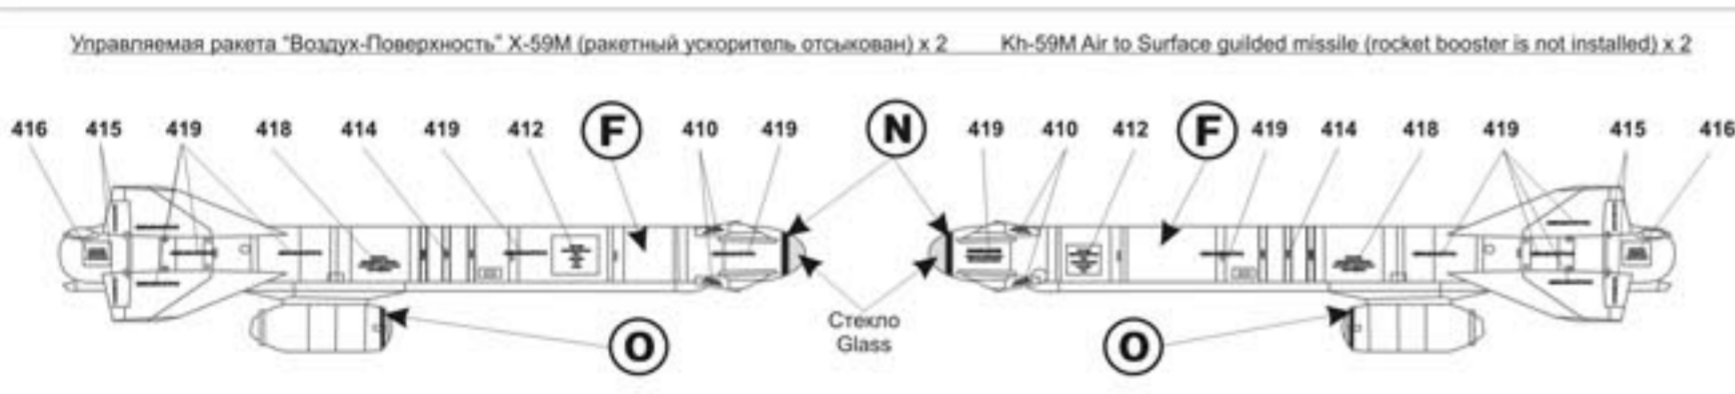 Управляемая ракета "Воздух-Поверхность" Х-59М (ракетный ускоритель отсыкован) x 2 Kh-59M Air to Surface guilded missile (rocket booster is not installed) x 2
416 415 419 418 414 419 412 F 410 419 N 419 410 412 F 419 414 418 419 415 416
Стекло
Glass
O O